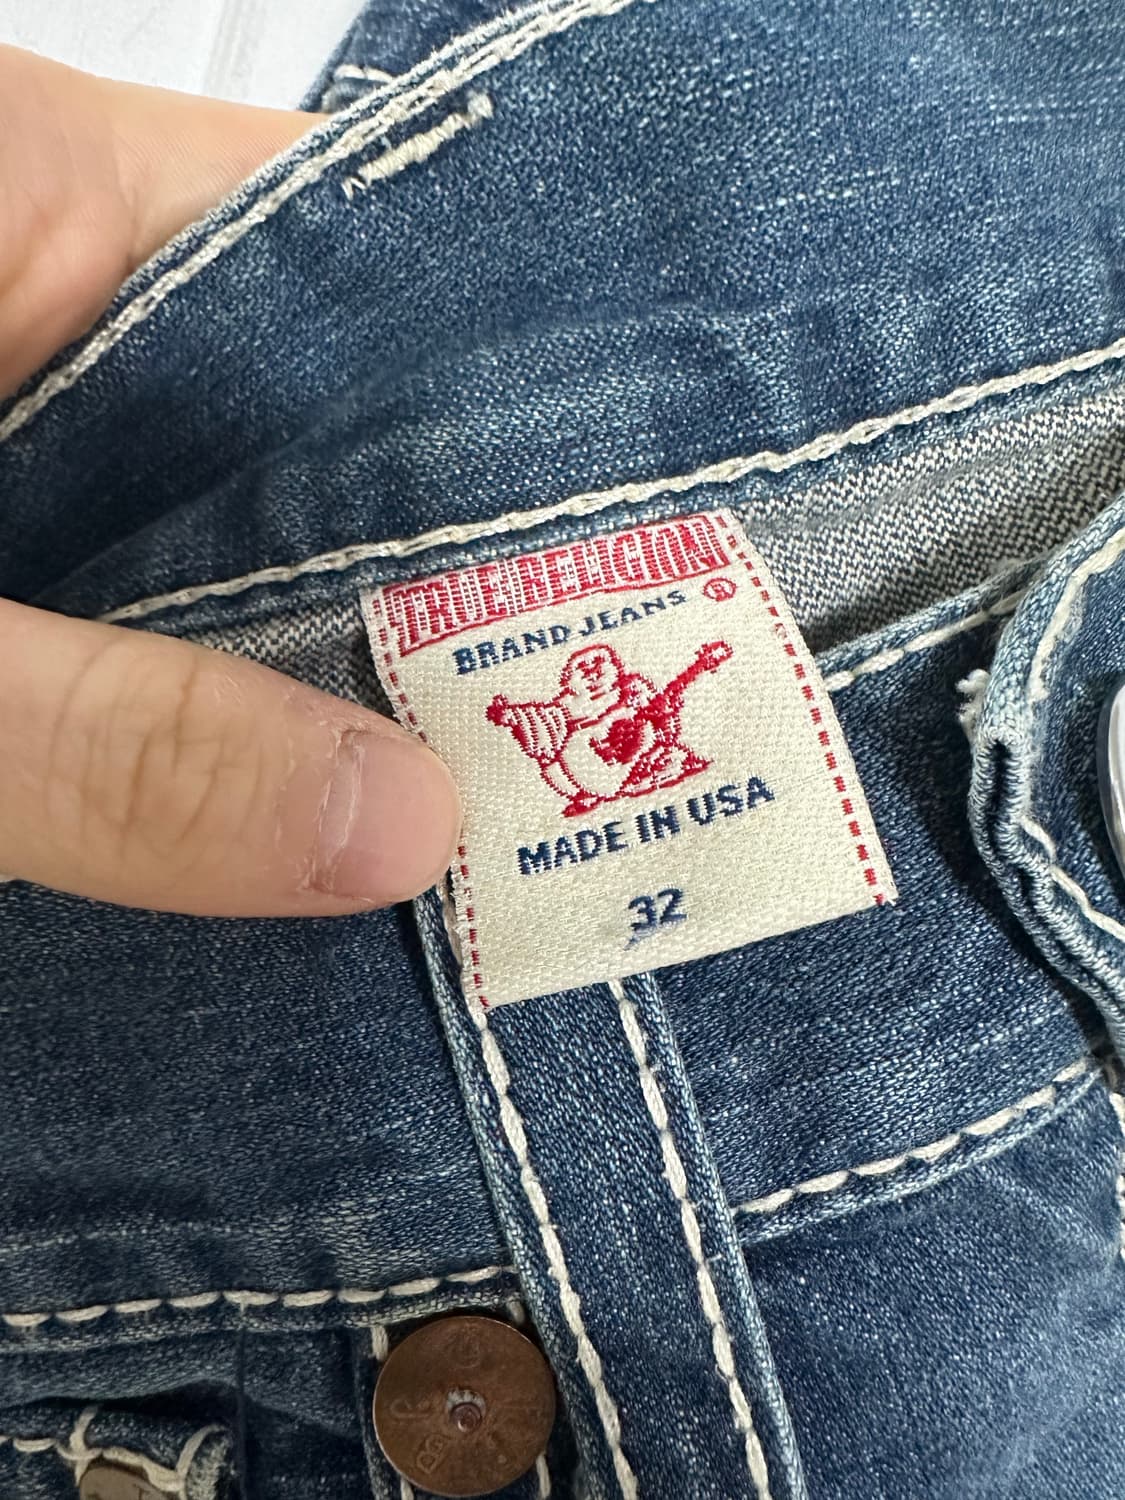 TRUE RELIGION
BRAND JEANS ®
MADE IN USA
32